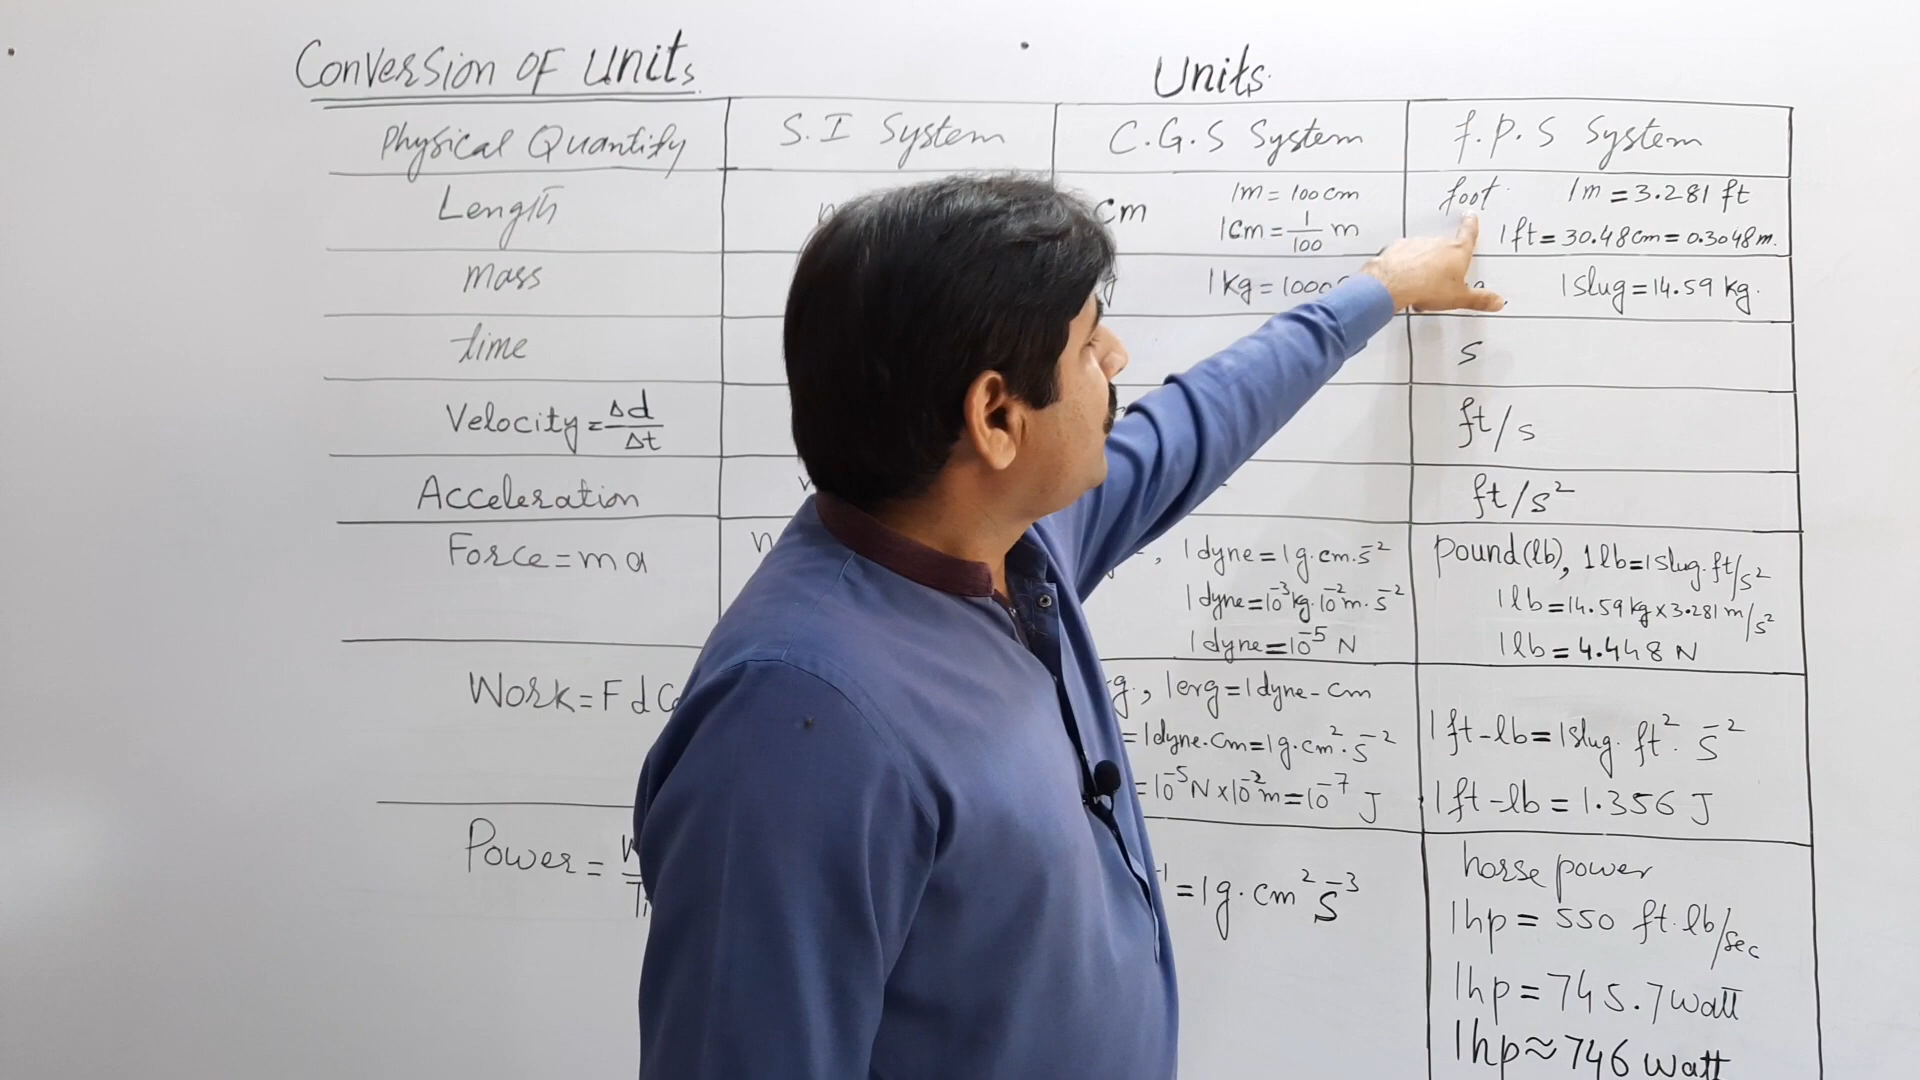 Conversion of Units
Units
Physical Quantity S.I System C.G.S System f.p.s System
Length cm 1m = 100cm foot 1m = 3.281 ft
1cm = 1/100 m 1ft = 30.48cm = 0.3048m.
mass 1kg = 1000 1slug = 14.59 kg.
time s
Velocity = Δd/Δt ft/s
Acceleration ft/s²
Force = ma , 1dyne = 1g.cm.s⁻² pound(lb), 1lb = 1slug.ft/s²
1dyne = 10⁻³kg.10⁻²m.s⁻² 1lb = 14.59kg x 3.281m/s²
1dyne = 10⁻⁵ N 1lb = 4.448 N
Work = F d , 1erg = 1dyne-cm
= 1dyne.cm = 1g.cm².s⁻² 1ft-lb = 1slug.ft².s⁻²
= 10⁻⁵N x 10⁻²m = 10⁻⁷ J 1ft-lb = 1.356 J
Power = = 1g.cm² s⁻³ horse power
1hp = 550 ft.lb/sec
1hp = 745.7watt
1hp ≈ 746 watt